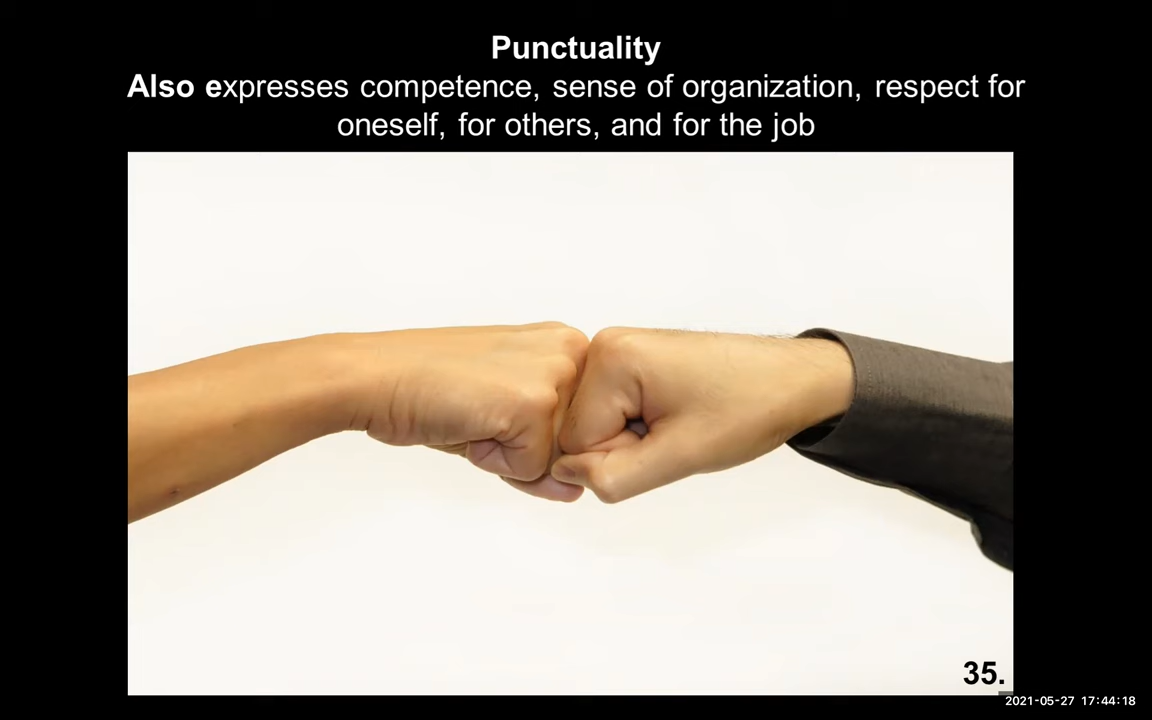 Punctuality
Also expresses competence, sense of organization, respect for
oneself, for others, and for the job
35.
2021-05-27 17:44:18